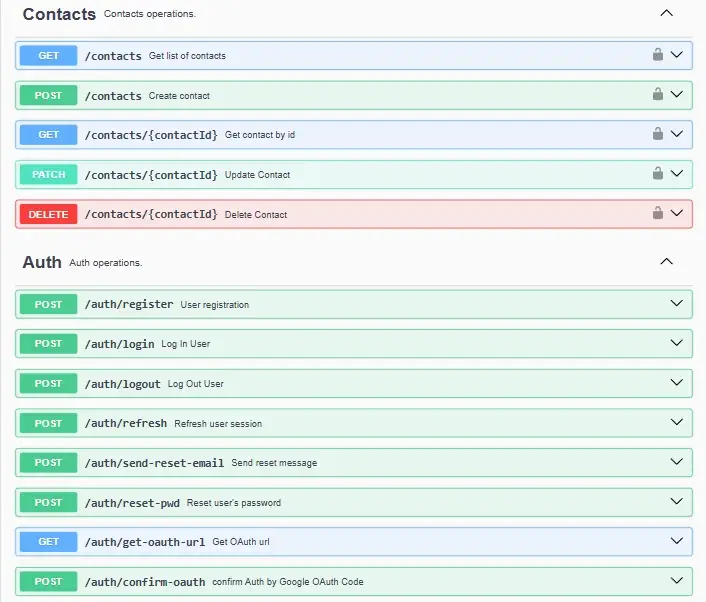 Contacts Contacts operations.
GET /contacts Get list of contacts
POST /contacts Create contact
GET /contacts/{contactId} Get contact by id
PATCH /contacts/{contactId} Update Contact
DELETE /contacts/{contactId} Delete Contact
Auth Auth operations.
POST /auth/register User registration
POST /auth/login Log In User
POST /auth/logout Log Out User
POST /auth/refresh Refresh user session
POST /auth/send-reset-email Send reset message
POST /auth/reset-pwd Reset user's password
GET /auth/get-oauth-url Get OAuth url
POST /auth/confirm-oauth confirm Auth by Google OAuth Code